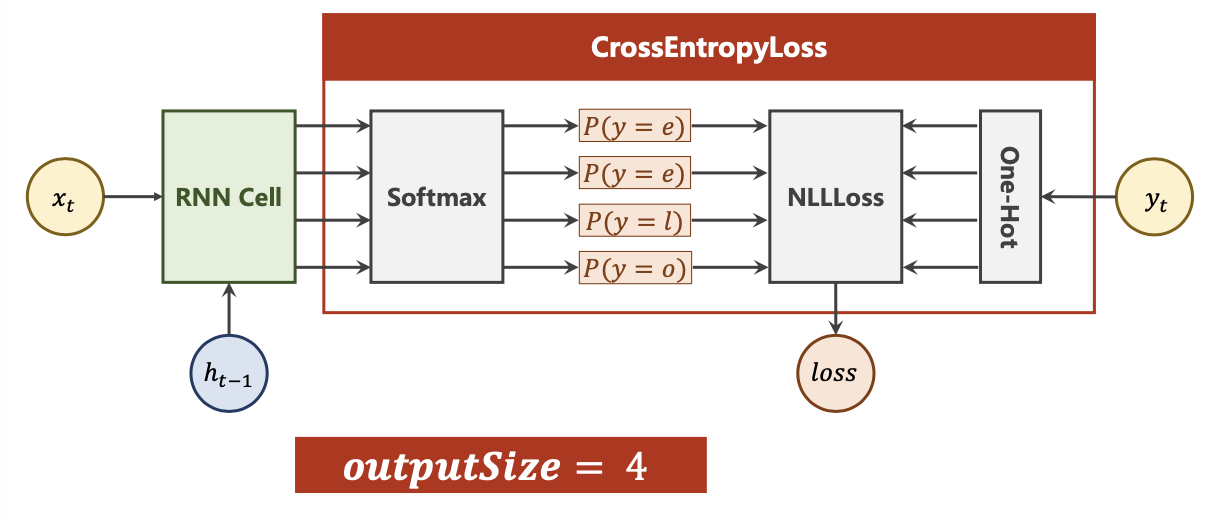 CrossEntropyLoss
x_t
RNN Cell
Softmax
P(y = e)
P(y = e)
P(y = l)
P(y = o)
NLLLoss
One-Hot
y_t
h_{t−1}
loss
outputSize = 4